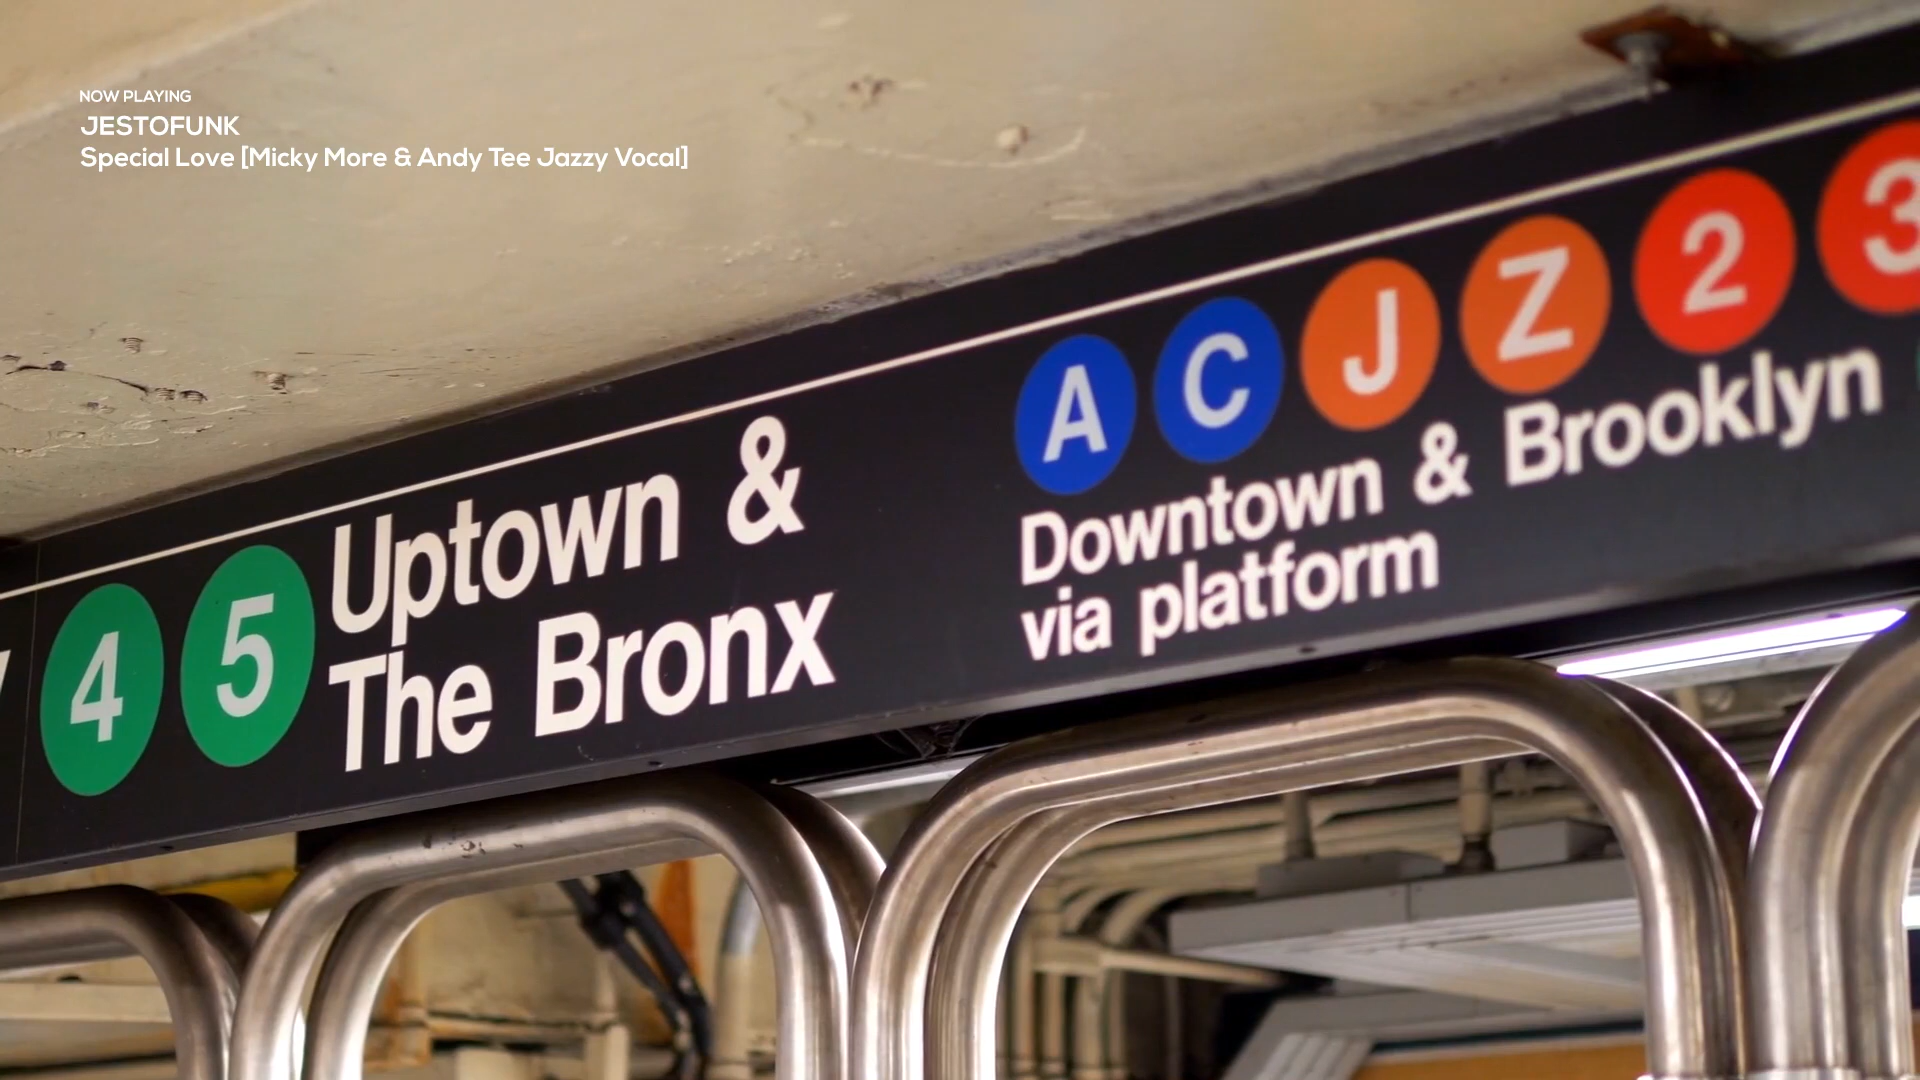 NOW PLAYING
JESTOFUNK
Special Love [Micky More & Andy Tee Jazzy Vocal]
4 5 Uptown &
The Bronx
A C J Z 2 3
Downtown & Brooklyn
via platform